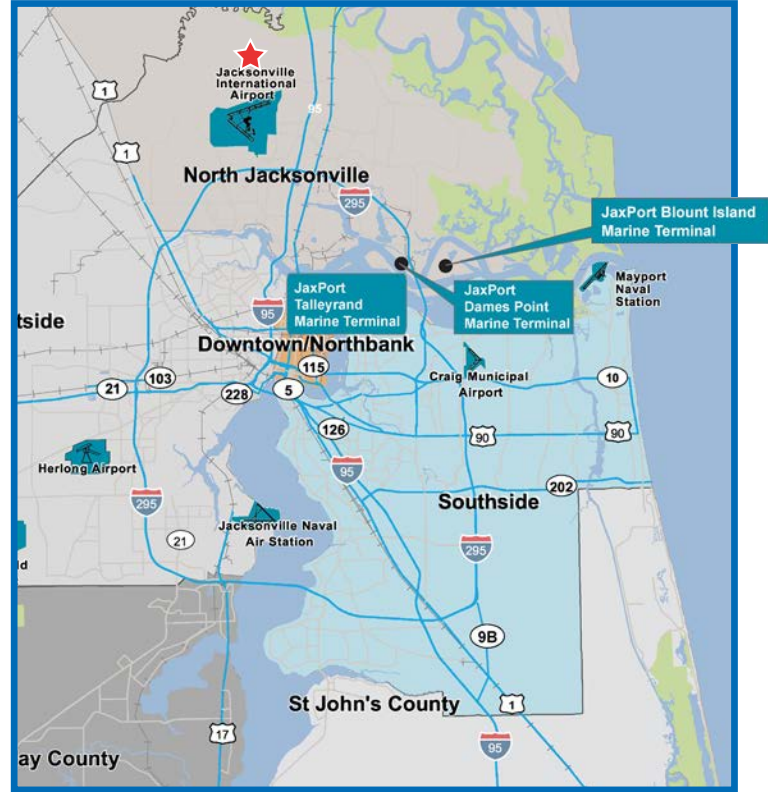 Jacksonville
International
Airport
1
95
1
North Jacksonville
295
JaxPort Blount Island
Marine Terminal
Mayport
Naval
Station
JaxPort
Talleyrand
Marine Terminal
JaxPort
Dames Point
Marine Terminal
95
tside
Downtown/Northbank
115
Craig Municipal
Airport
10
21
103
228
5
126
90
90
Herlong Airport
95
202
Southside
295
Jacksonville Naval
Air Station
21
295
ld
9B
St John's County
1
17
95
ay County